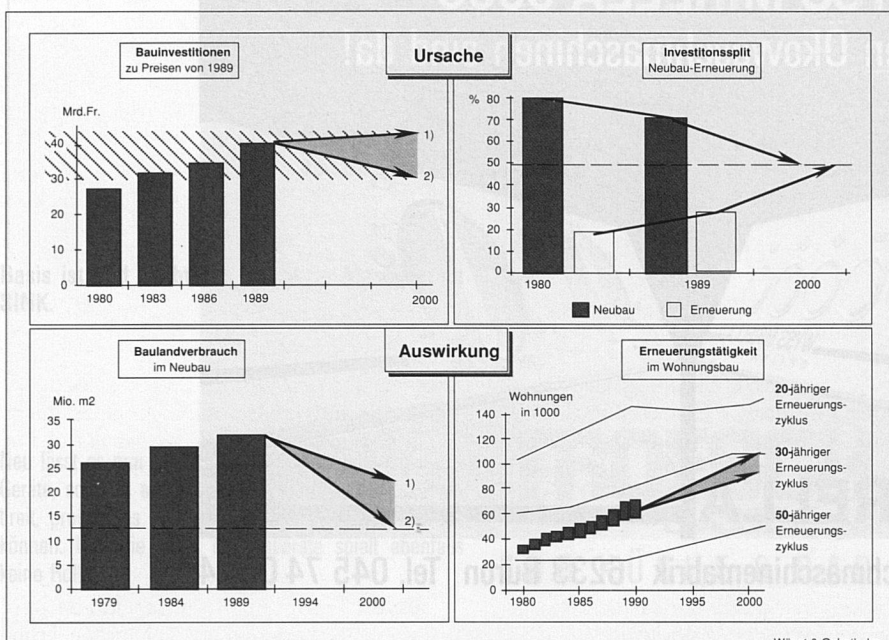 Ursache
Bauinvestitionen
zu Preisen von 1989
Mrd.Fr.
40
30
20
10
0
1980
1983
1986
1989
2000
1)
2)
Investitonssplit
Neubau-Erneuerung
% 80
70
60
50
40
30
20
10
0
1980
1989
2000
Neubau
Erneuerung
Auswirkung
Baulandverbrauch
im Neubau
Mio. m2
35
30
25
20
15
10
5
0
1979
1984
1989
1994
2000
1)
2)
Erneuerungstätigkeit
im Wohnungsbau
Wohnungen
in 1000
140
120
100
80
60
40
20
0
1980
1985
1990
1995
2000
20-jähriger
Erneuerungs-
zyklus
30-jähriger
Erneuerungs-
zyklus
50-jähriger
Erneuerungs-
zyklus